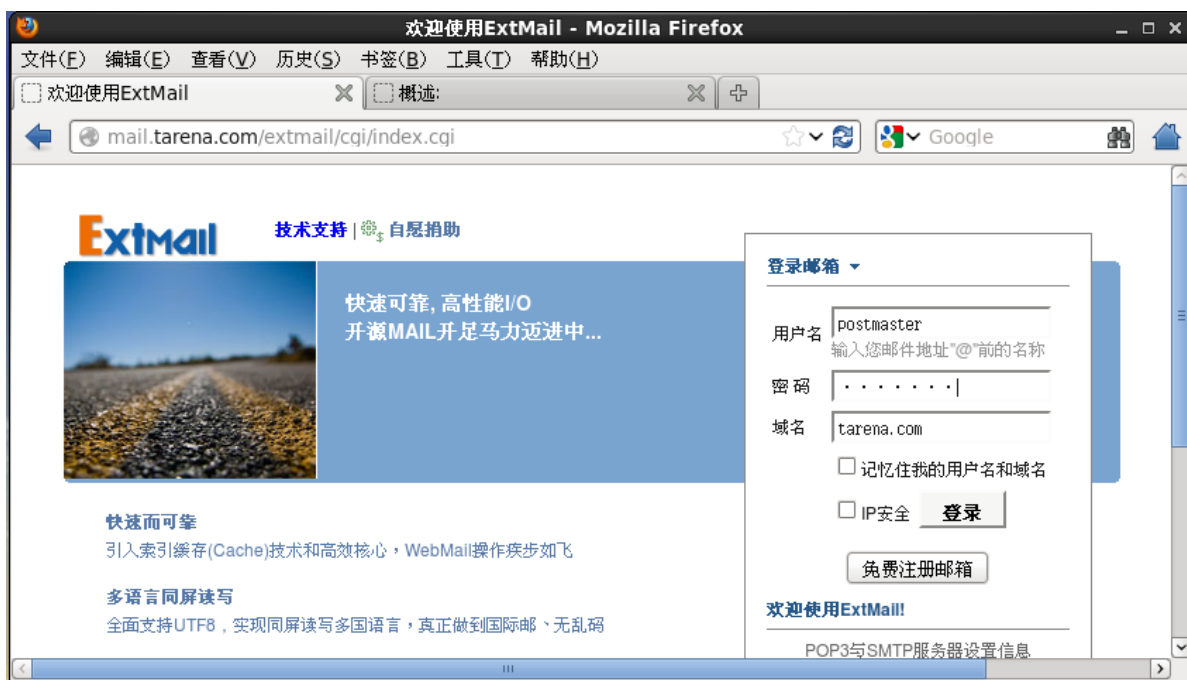 欢迎使用ExtMail - Mozilla Firefox
文件(F) 编辑(E) 查看(V) 历史(S) 书签(B) 工具(T) 帮助(H)
欢迎使用ExtMail
概述:
mail.tarena.com/extmail/cgi/index.cgi
Google
ExtMail
技术支持 | 自愿捐助
快速可靠, 高性能I/O
开源MAIL开足马力迈进中...
登录邮箱
用户名 postmaster
输入您邮件地址"@"前的名称
密码 ·······
域名 tarena.com
记忆住我的用户名和域名
IP安全 登录
免费注册邮箱
欢迎使用ExtMail!
POP3与SMTP服务器设置信息
快速而可靠
引入索引缓存(Cache)技术和高效核心，WebMail操作疾步如飞
多语言同屏读写
全面支持UTF8，实现同屏读写多国语言，真正做到国际邮、无乱码